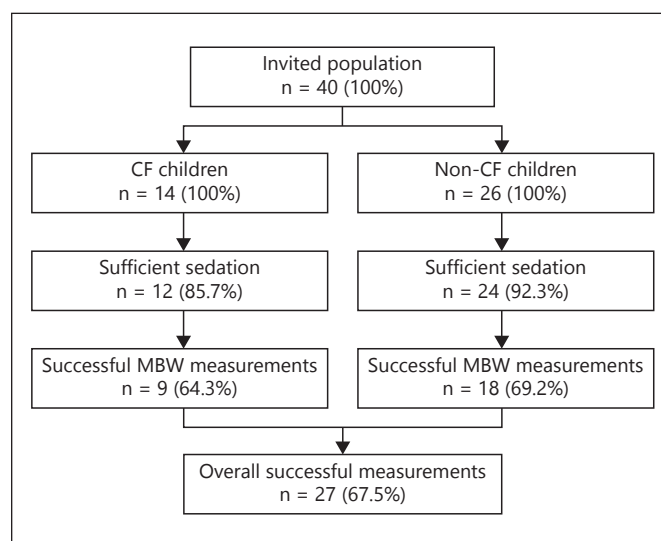 Invited population
n = 40 (100%)
CF children
n = 14 (100%)
Non-CF children
n = 26 (100%)
Sufficient sedation
n = 12 (85.7%)
Sufficient sedation
n = 24 (92.3%)
Successful MBW measurements
n = 9 (64.3%)
Successful MBW measurements
n = 18 (69.2%)
Overall successful measurements
n = 27 (67.5%)